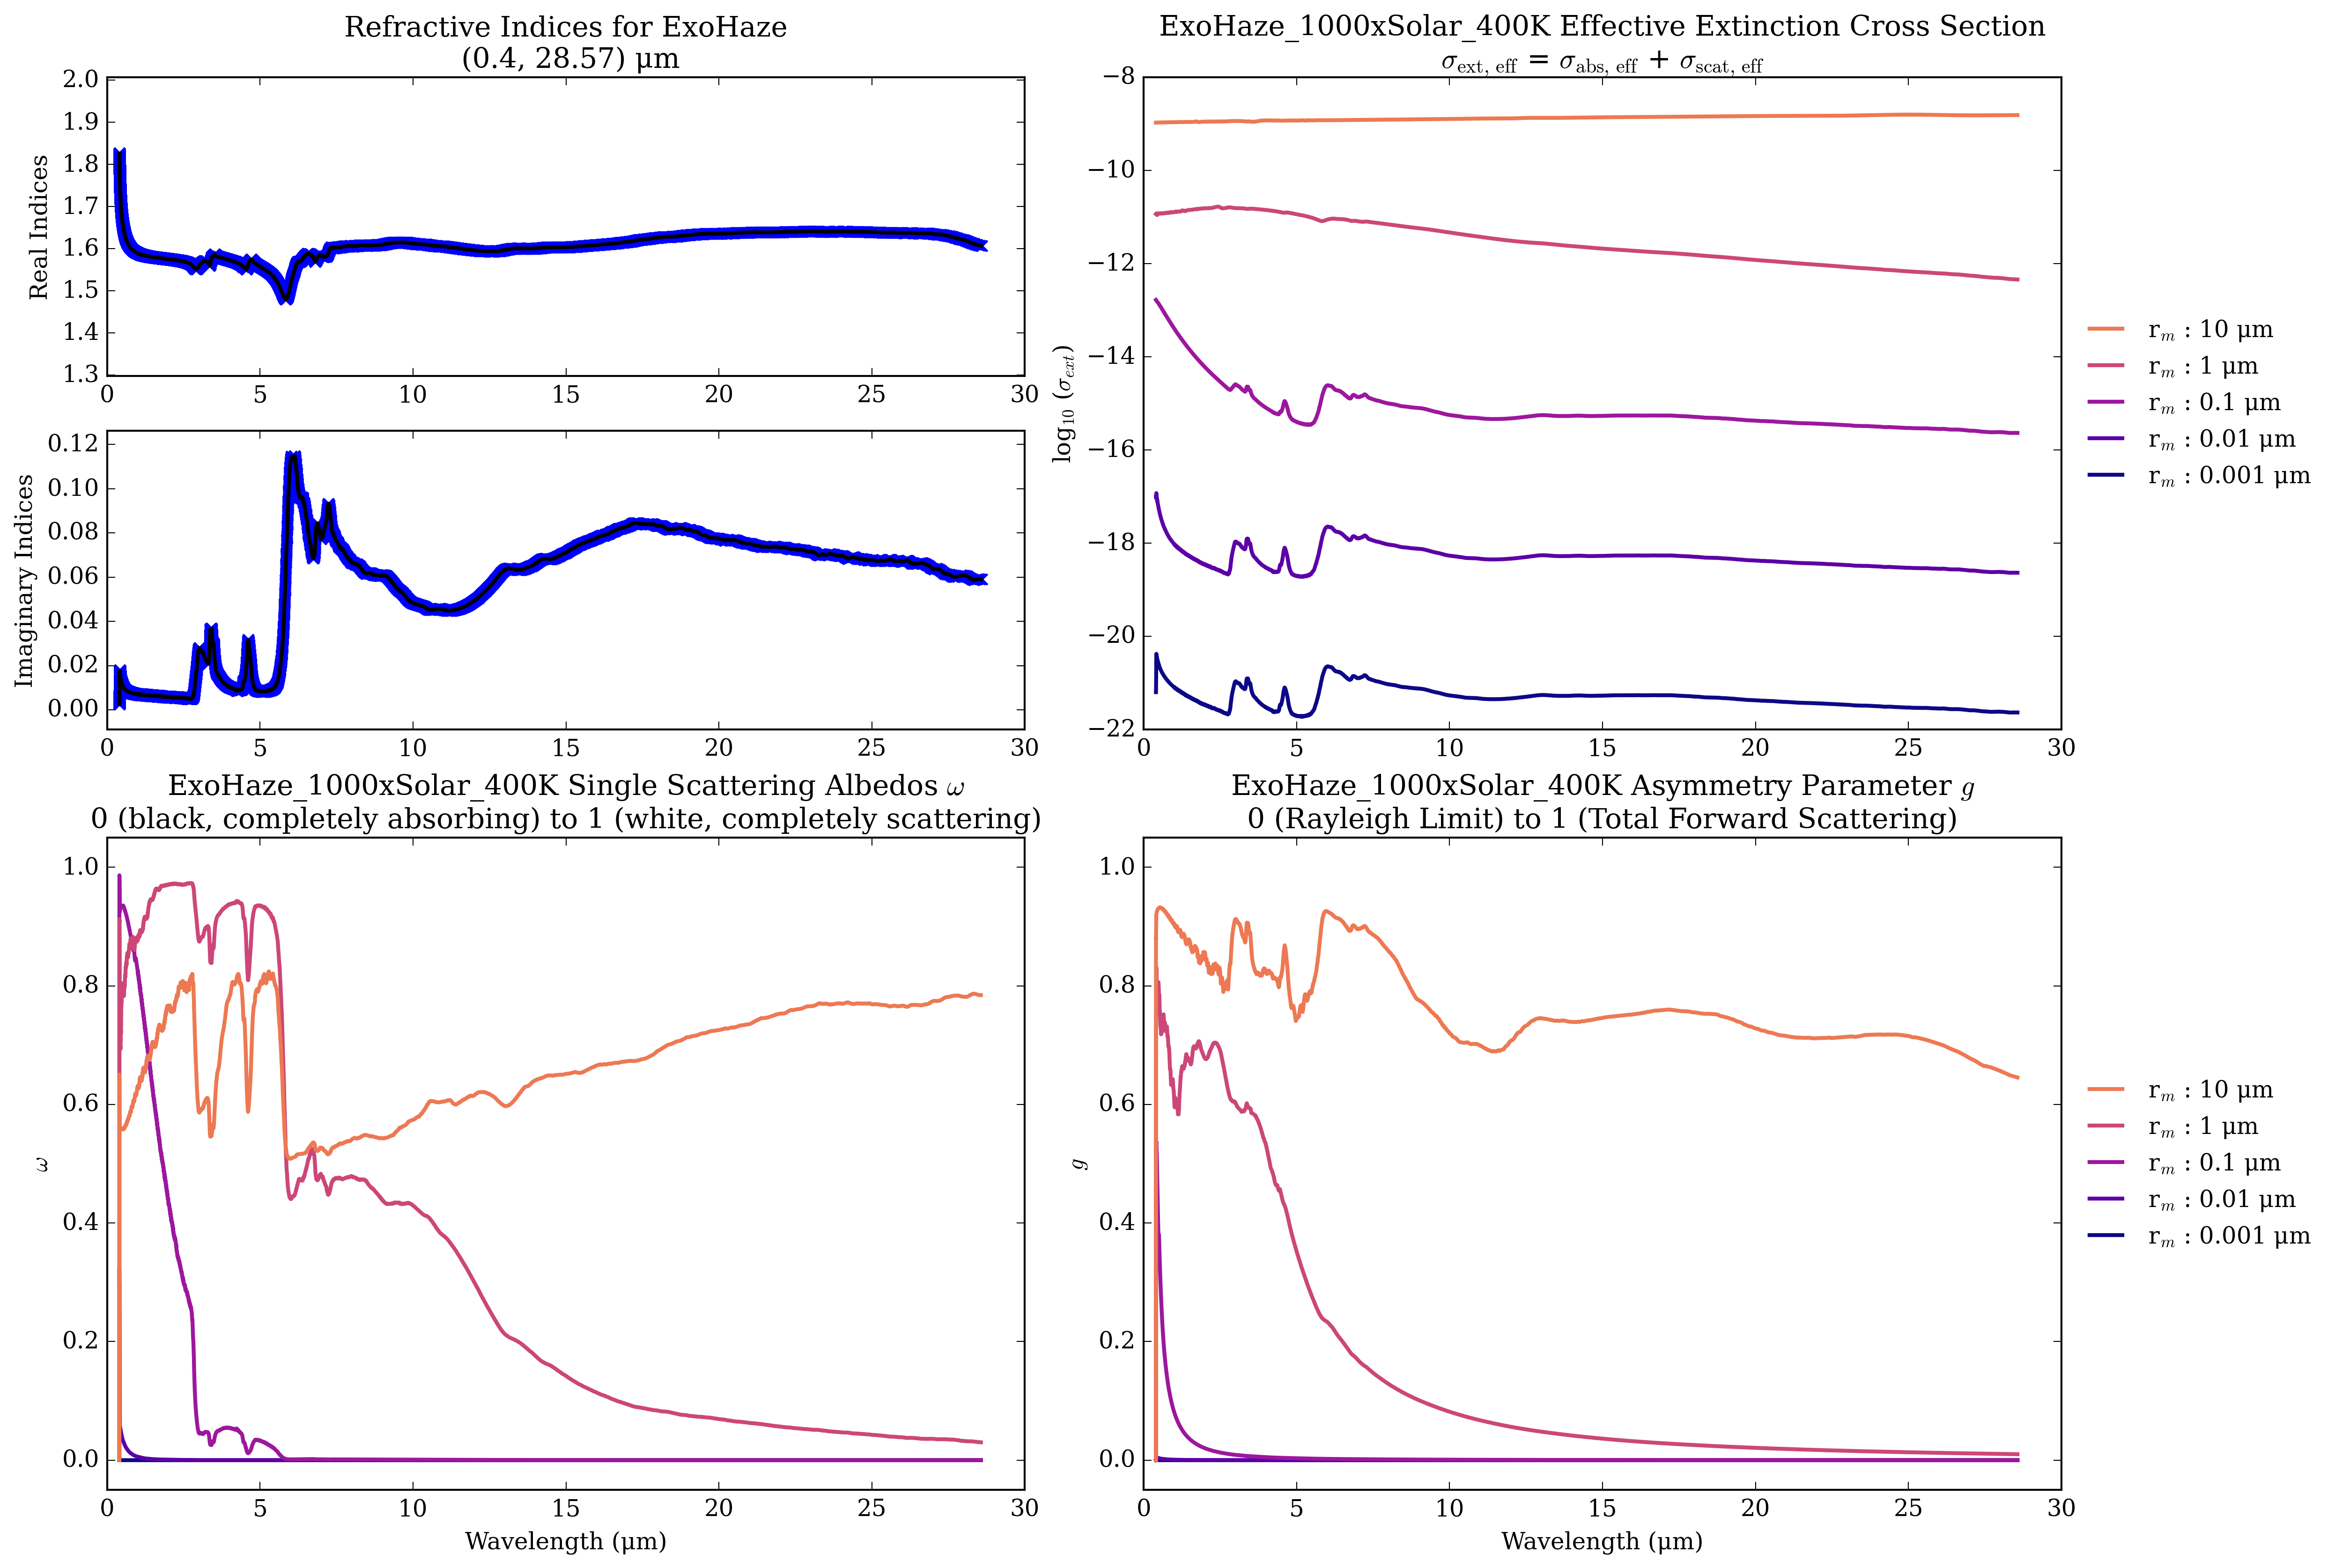 Refractive Indices for ExoHaze
(0.4, 28.57) μm
Real Indices
2.0
1.9
1.8
1.7
1.6
1.5
1.4
1.3
0 5 10 15 20 25 30
Imaginary Indices
0.12
0.10
0.08
0.06
0.04
0.02
0.00
0 5 10 15 20 25 30
ExoHaze_1000xSolar_400K Effective Extinction Cross Section
σext, eff = σabs, eff + σscat, eff
log10 (σext)
−8
−10
−12
−14
−16
−18
−20
−22
0 5 10 15 20 25 30
rm : 10 μm
rm : 1 μm
rm : 0.1 μm
rm : 0.01 μm
rm : 0.001 μm
ExoHaze_1000xSolar_400K Single Scattering Albedos ω
0 (black, completely absorbing) to 1 (white, completely scattering)
ω
1.0
0.8
0.6
0.4
0.2
0.0
0 5 10 15 20 25 30
Wavelength (μm)
ExoHaze_1000xSolar_400K Asymmetry Parameter g
0 (Rayleigh Limit) to 1 (Total Forward Scattering)
g
1.0
0.8
0.6
0.4
0.2
0.0
0 5 10 15 20 25 30
Wavelength (μm)
rm : 10 μm
rm : 1 μm
rm : 0.1 μm
rm : 0.01 μm
rm : 0.001 μm